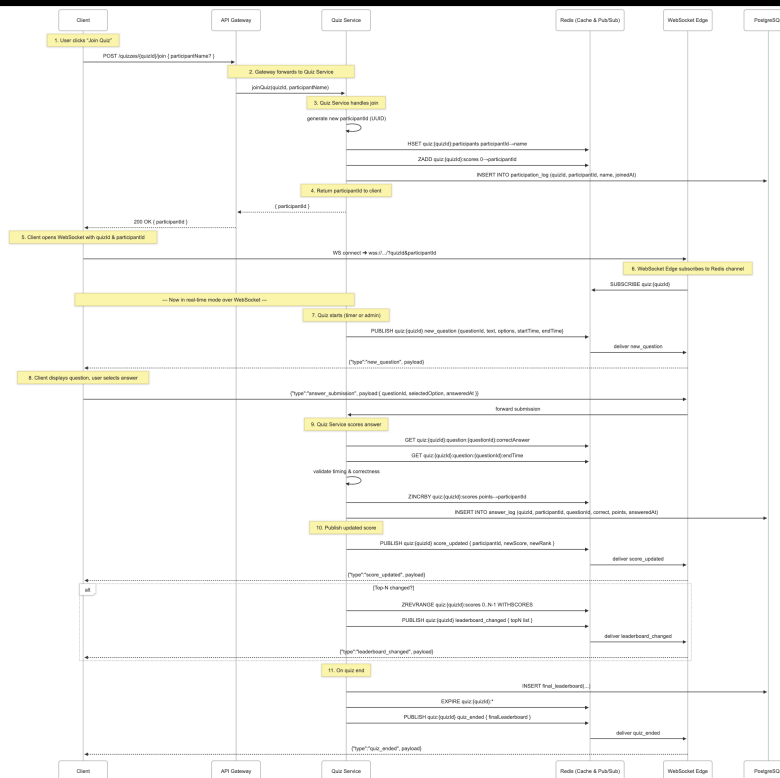 Client
API Gateway
Quiz Service
Redis (Cache & Pub/Sub)
WebSocket Edge
PostgreSQ
1. User clicks "Join Quiz"
POST /quizzes/{quizId}/join { participantName? }
2. Gateway forwards to Quiz Service
joinQuiz(quizId, participantName)
3. Quiz Service handles join
generate new participantId (UUID)
HSET quiz:{quizId}:participants participantId→name
ZADD quiz:{quizId}:scores 0→participantId
INSERT INTO participation_log (quizId, participantId, name, joinedAt)
4. Return participantId to client
{ participantId }
200 OK { participantId }
5. Client opens WebSocket with quizId & participantId
WS connect ➔ wss://.../?quizId&participantId
6. WebSocket Edge subscribes to Redis channel
SUBSCRIBE quiz:{quizId}
--- Now in real-time mode over WebSocket ---
7. Quiz starts (timer or admin)
PUBLISH quiz:{quizId} new_question {questionId, text, options, startTime, endTime}
deliver new_question
{"type":"new_question", payload}
8. Client displays question, user selects answer
{"type":"answer_submission", payload { questionId, selectedOption, answeredAt }}
forward submission
9. Quiz Service scores answer
GET quiz:{quizId}:question:{questionId}:correctAnswer
GET quiz:{quizId}:question:{questionId}:endTime
validate timing & correctness
ZINCRBY quiz:{quizId}:scores points→participantId
INSERT INTO answer_log (quizId, participantId, questionId, correct, points, answeredAt)
10. Publish updated score
PUBLISH quiz:{quizId} score_updated { participantId, newScore, newRank }
deliver score_updated
{"type":"score_updated", payload}
alt
[Top-N changed?]
ZREVRANGE quiz:{quizId}:scores 0..N-1 WITHSCORES
PUBLISH quiz:{quizId} leaderboard_changed { topN list }
deliver leaderboard_changed
{"type":"leaderboard_changed", payload}
11. On quiz end
INSERT final_leaderboard(...)
EXPIRE quiz:{quizId}:*
PUBLISH quiz:{quizId} quiz_ended { finalLeaderboard }
deliver quiz_ended
{"type":"quiz_ended", payload}
Client
API Gateway
Quiz Service
Redis (Cache & Pub/Sub)
WebSocket Edge
PostgreSQ